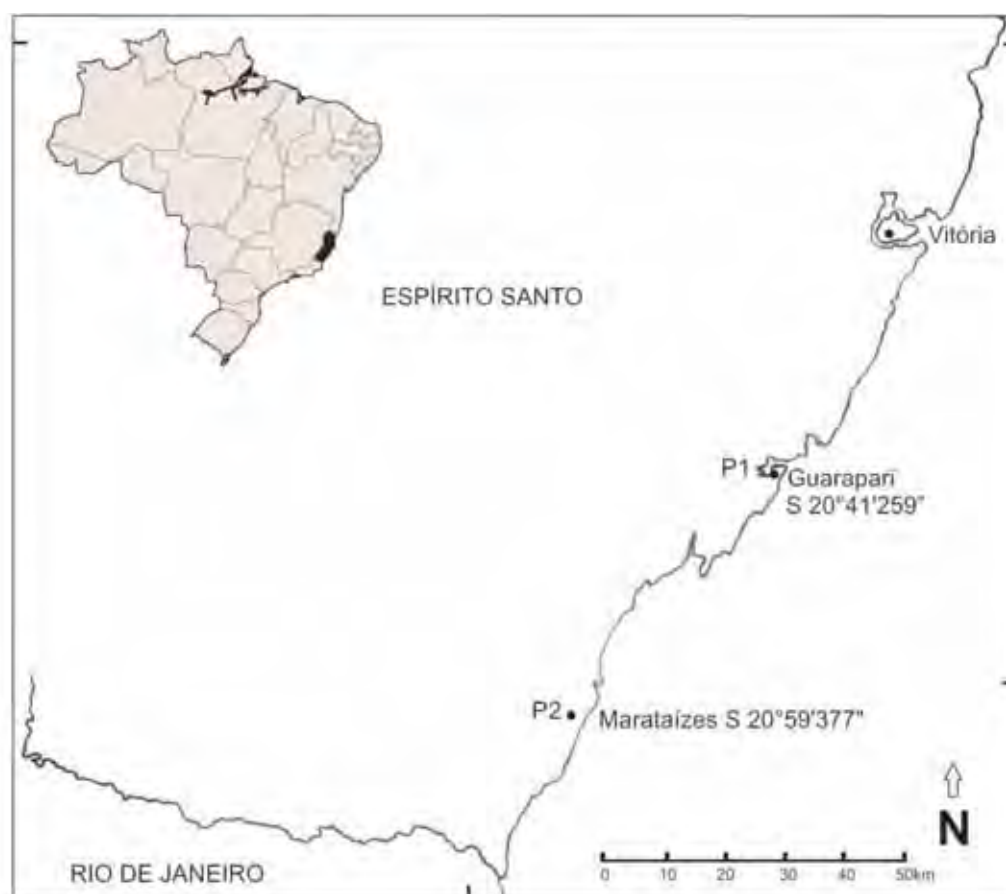 ESPÍRITO SANTO
Vitória
P1
Guarapari
S 20°41'259"
P2
Marataízes S 20°59'377"
N
0 10 20 30 40 50km
RIO DE JANEIRO